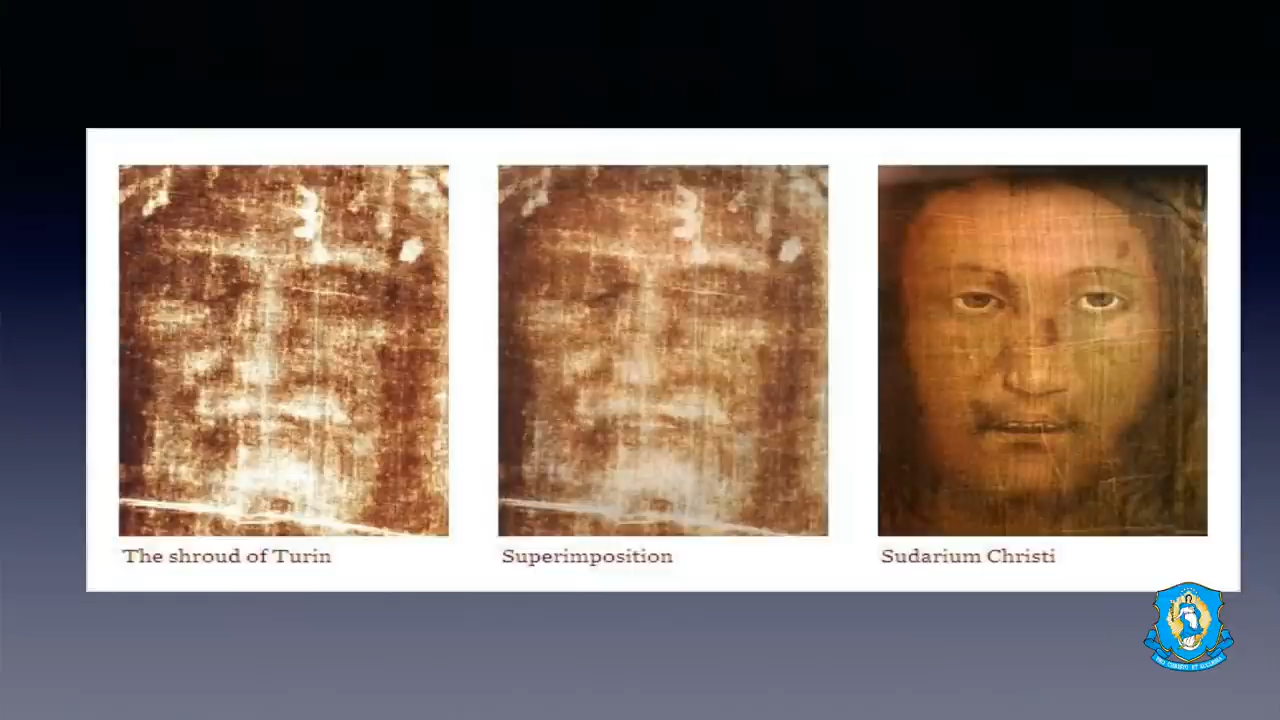 The shroud of Turin
Superimposition
Sudarium Christi